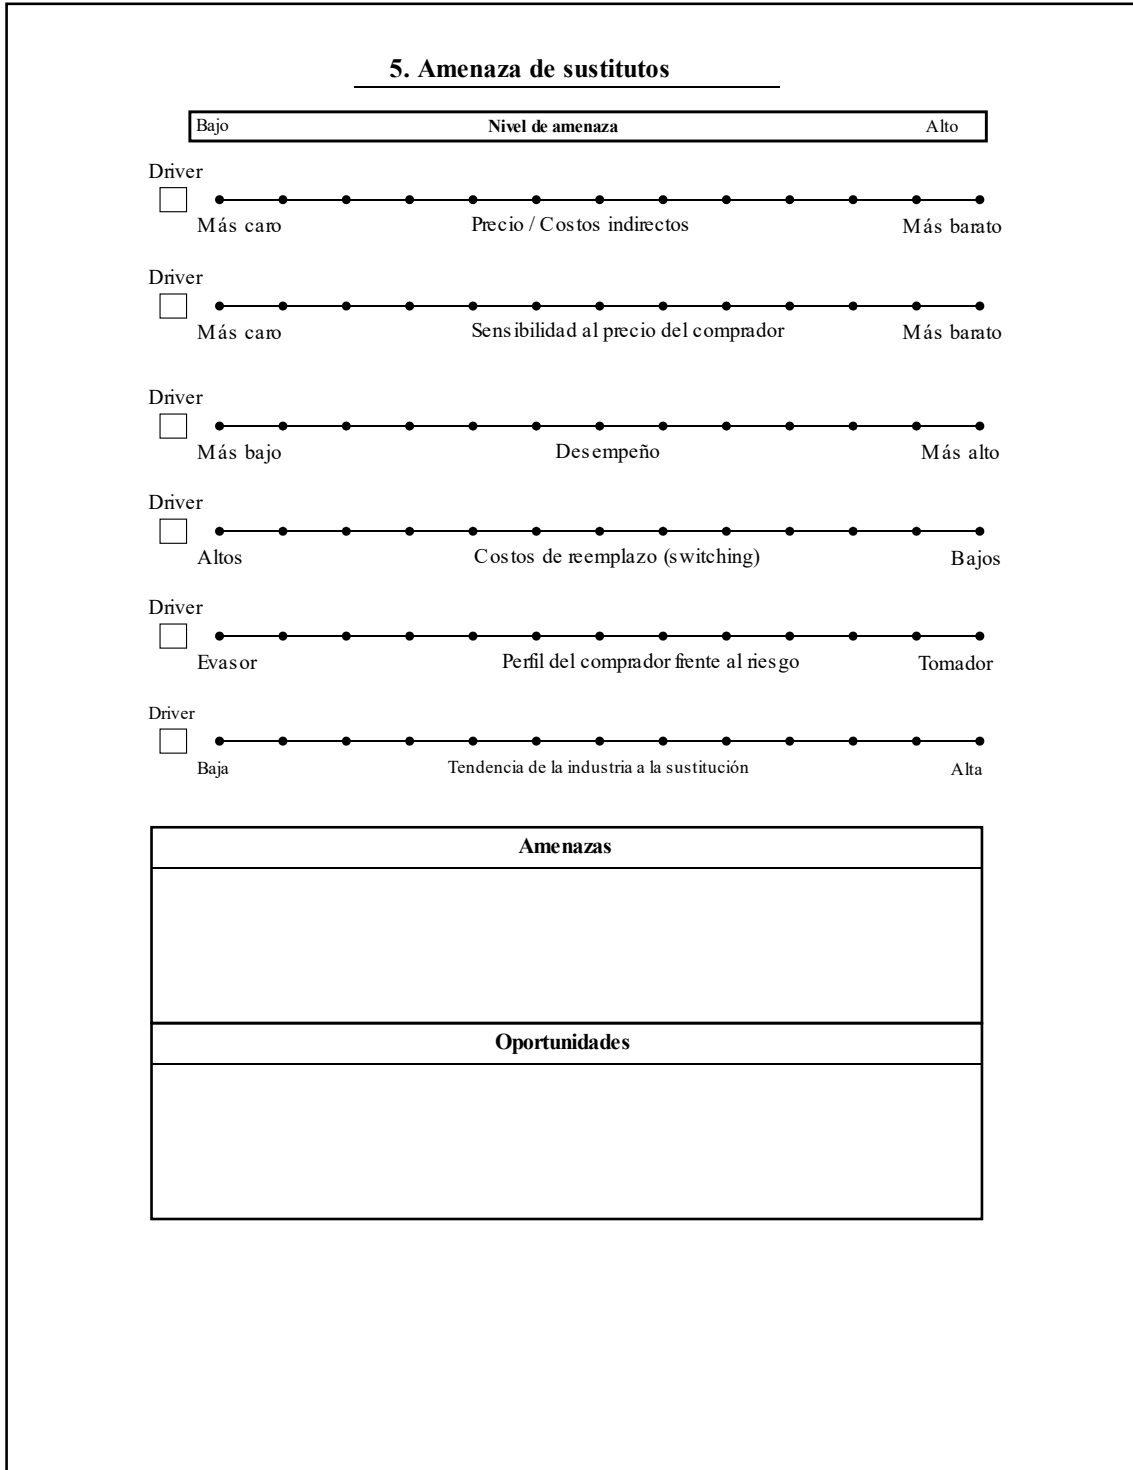 5. Amenaza de sustitutos
Bajo Nivel de amenaza Alto
Driver
Más caro Precio / Costos indirectos Más barato
Driver
Más caro Sensibilidad al precio del comprador Más barato
Driver
Más bajo Desempeño Más alto
Driver
Altos Costos de reemplazo (switching) Bajos
Driver
Evasor Perfil del comprador frente al riesgo Tomador
Driver
Baja Tendencia de la industria a la sustitución Alta
Amenazas
Oportunidades